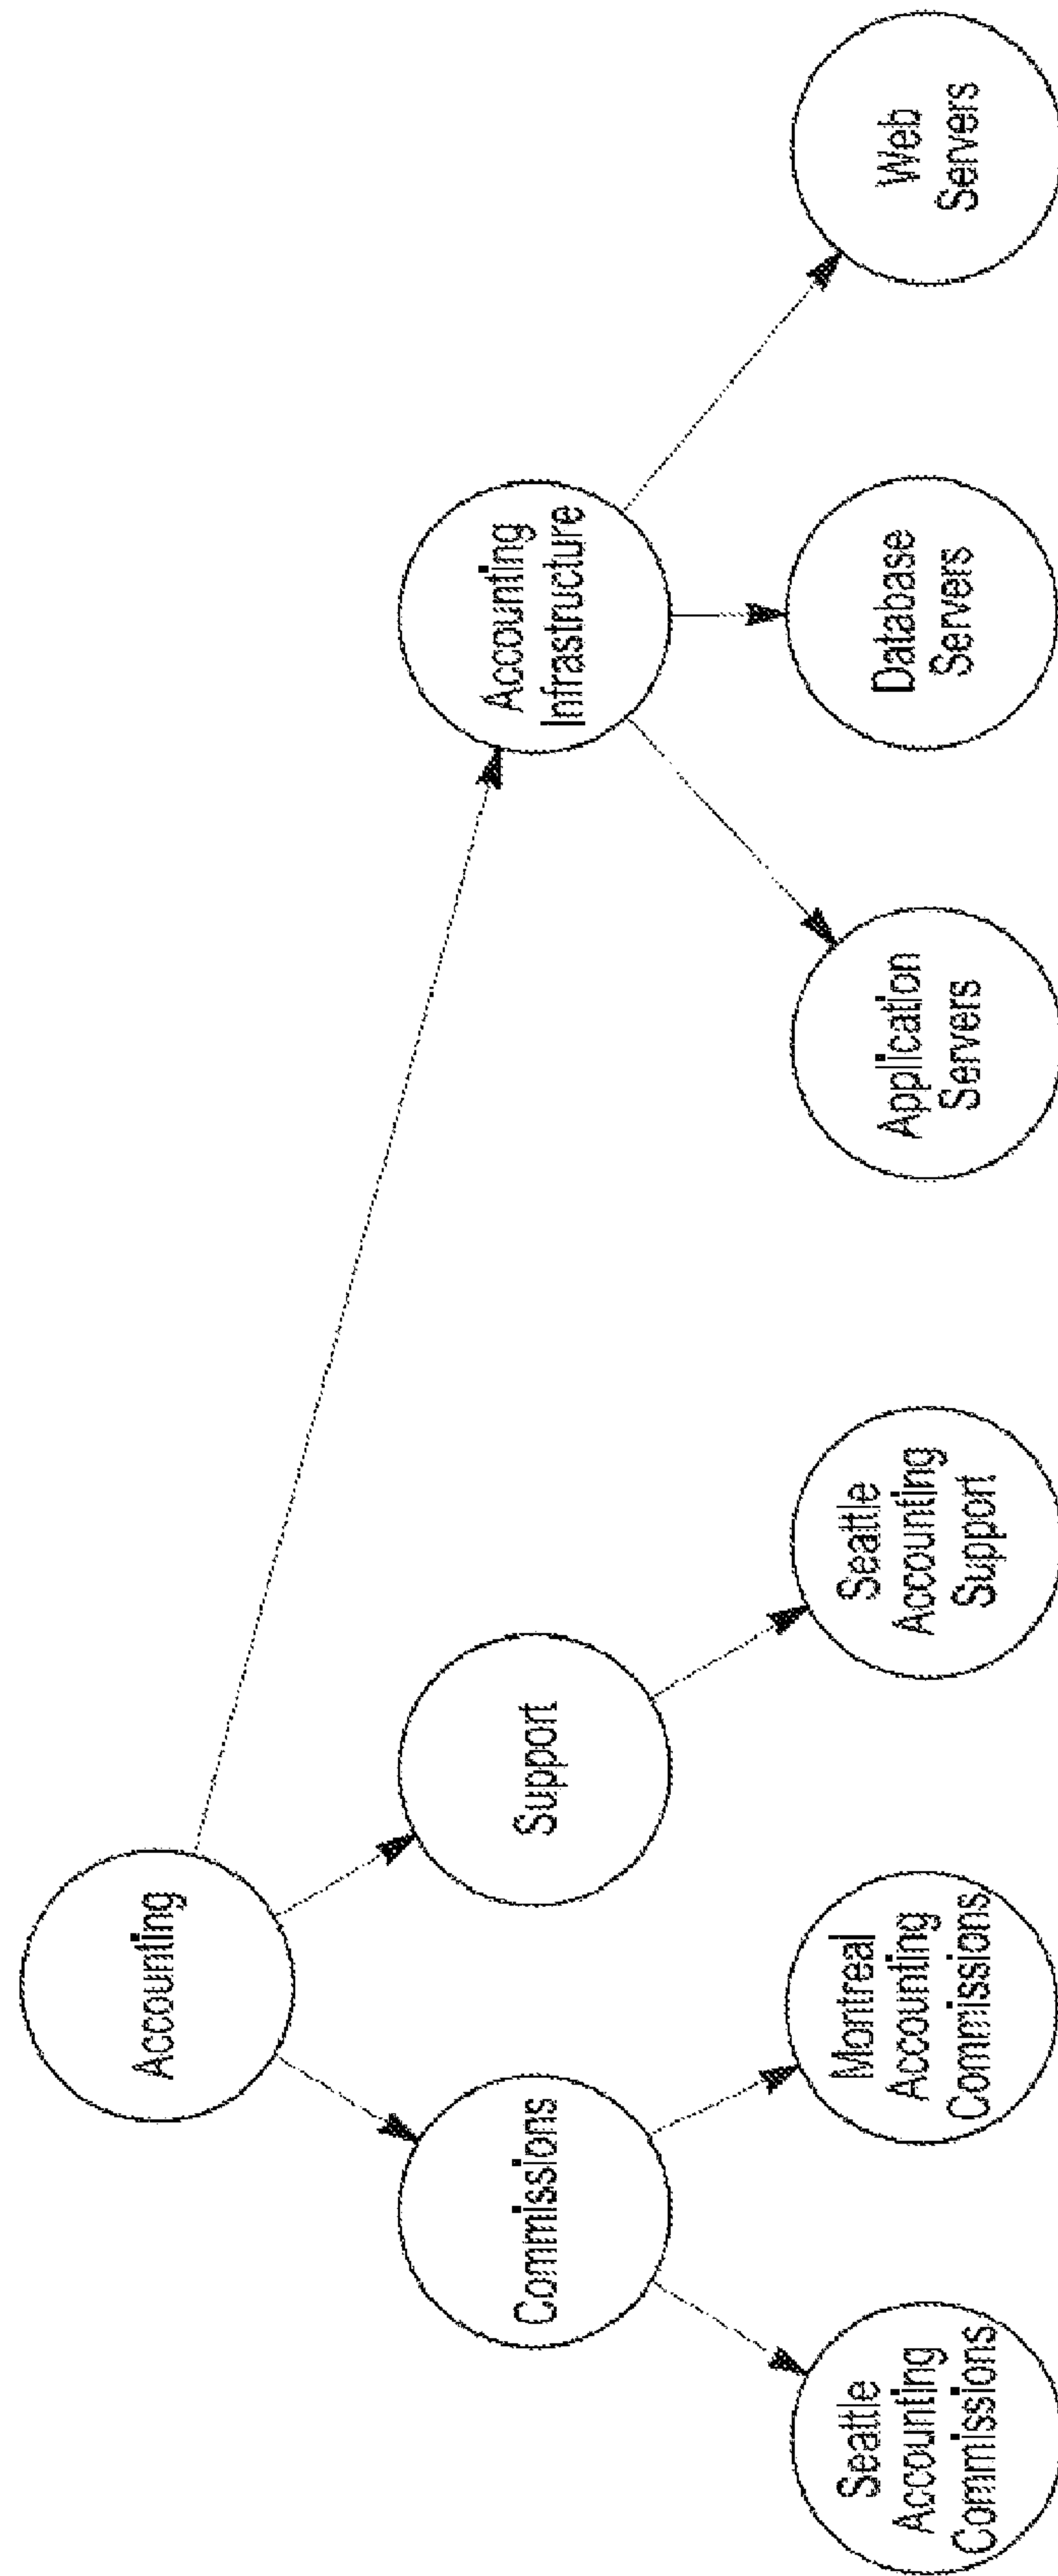 Accounting
Commissions
Support
Accounting
Infrastructure
Seattle
Accounting
Commissions
Montreal
Accounting
Commissions
Seattle
Accounting
Support
Application
Servers
Database
Servers
Web
Servers